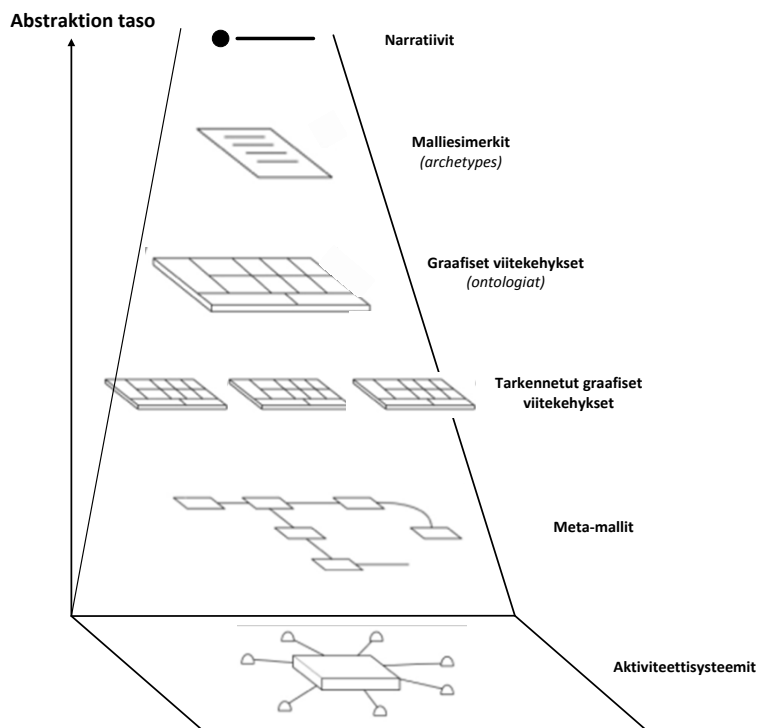 Abstraktion taso
Narratiivit
Malliesimerkit
(archetypes)
Graafiset viitekehykset
(ontologiat)
Tarkennetut graafiset
viitekehykset
Meta-mallit
Aktiviteettisysteemit